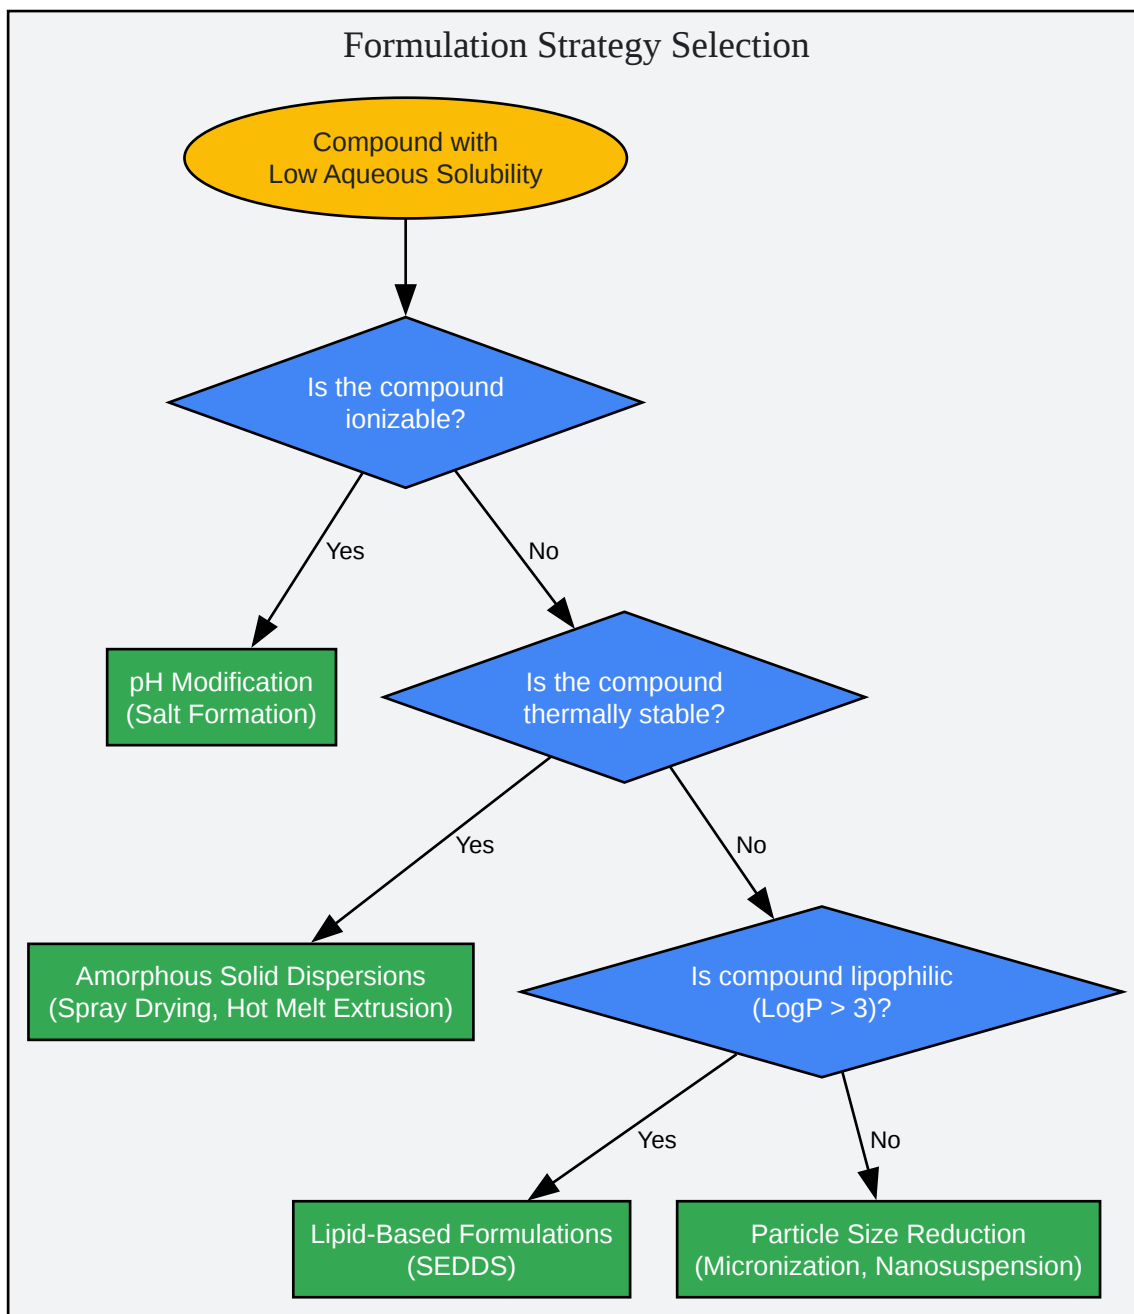 Formulation Strategy Selection
Compound with
Low Aqueous Solubility
Is the compound
ionizable?
Yes
No
pH Modification
(Salt Formation)
Is the compound
thermally stable?
Yes
No
Amorphous Solid Dispersions
(Spray Drying, Hot Melt Extrusion)
Is compound lipophilic
(LogP > 3)?
Yes
No
Lipid-Based Formulations
(SEDDS)
Particle Size Reduction
(Micronization, Nanosuspension)